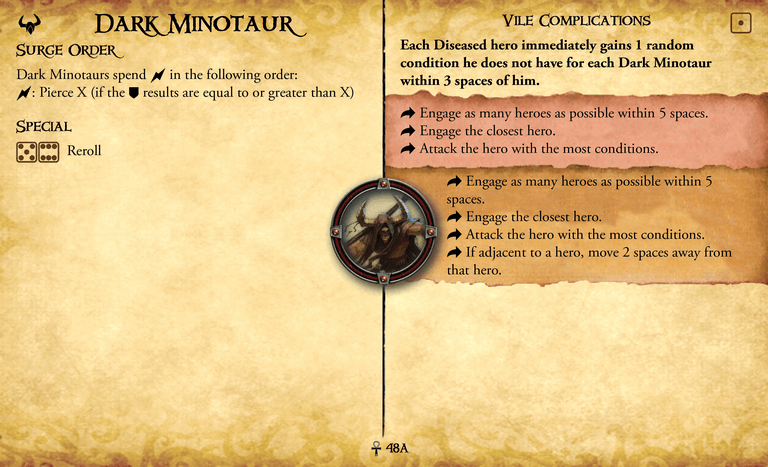 Dark Minotaur
Surge Order
Dark Minotaurs spend in the following order:
: Pierce X (if the results are equal to or greater than X)
Special
Reroll
Vile Complications
Each Diseased hero immediately gains 1 random
condition he does not have for each Dark Minotaur
within 3 spaces of him.
Engage as many heroes as possible within 5 spaces.
Engage the closest hero.
Attack the hero with the most conditions.
Engage as many heroes as possible within 5
spaces.
Engage the closest hero.
Attack the hero with the most conditions.
If adjacent to a hero, move 2 spaces away from
that hero.
48A